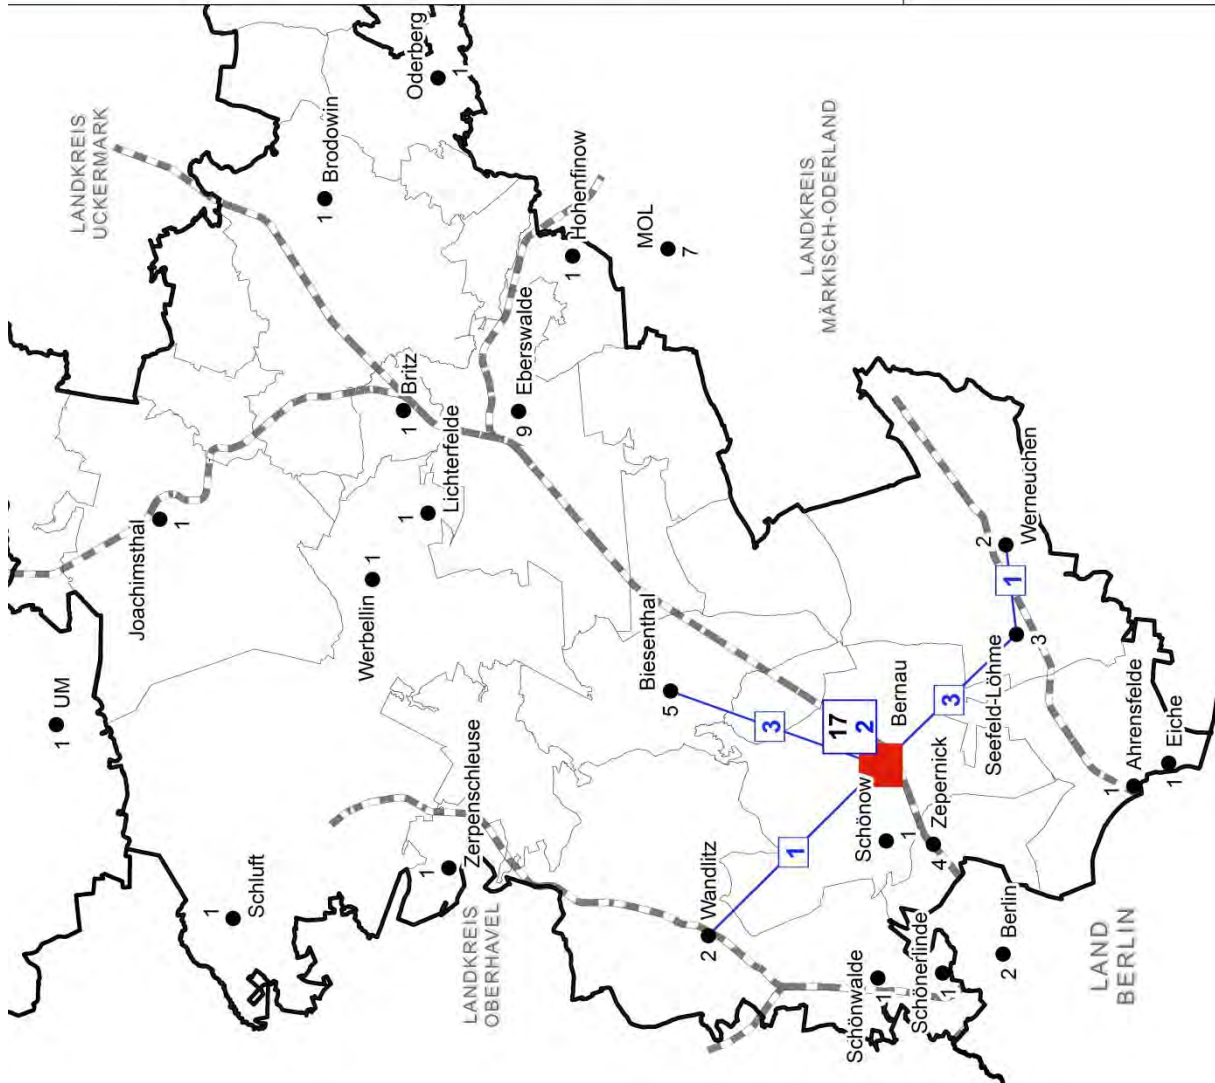 LANDKREIS
UCKERMARK
Oderberg
1
1
Brodowin
1
Hohenfinow
MOL
7
LANDKREIS
MÄRKISCH-ODERLAND
1
Britz
9
Eberswalde
1
Lichterfelde
Joachimsthal
1
Werbellin
1
1
UM
Biesenthal
5
3
17
2
Bernau
3
Seefeld-Löhme
3
1
2
Werneuchen
1
Ahrensfelde
1
Eiche
1
Schluft
1
Zerpenschleuse
LANDKREIS
OBERHAVEL
2
Wandlitz
1
Schönow
1
4
Zepernick
Schönwalde
1
Schönerlinde
1
2
Berlin
LAND
BERLIN